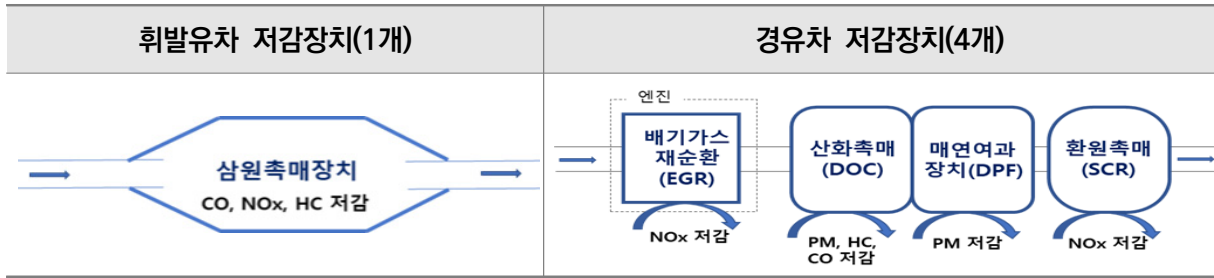 휘발유차 저감장치(1개)
경유차 저감장치(4개)
삼원촉매장치
CO, NOx, HC 저감
엔진
배기가스
재순환
(EGR)
NOx 저감
산화촉매
(DOC)
PM, HC,
CO 저감
매연여과
장치(DPF)
PM 저감
환원촉매
(SCR)
NOx 저감